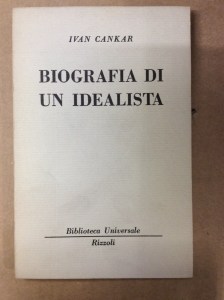 IVAN CANKAR
BIOGRAFIA DI
UN IDEALISTA
Biblioteca Universale
Rizzoli